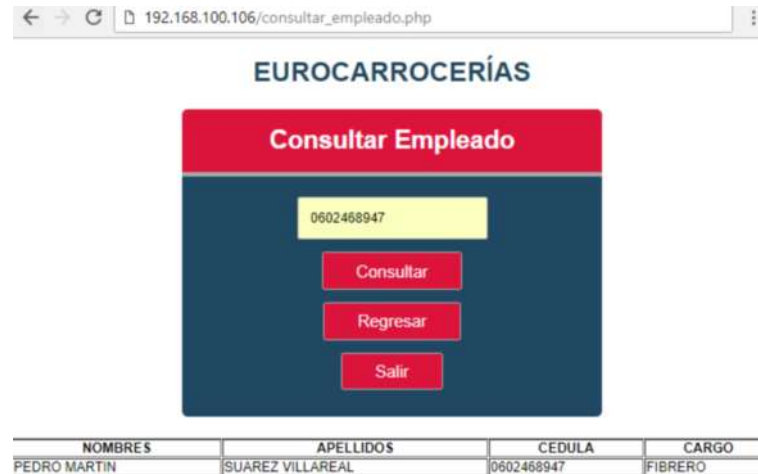 192.168.100.106/consultar_empleado.php
EUROCARROCERÍAS
Consultar Empleado
0602468947
Consultar
Regresar
Salir
NOMBRES APELLIDOS CEDULA CARGO
PEDRO MARTIN SUAREZ VILLAREAL 0602468947 FIBRERO